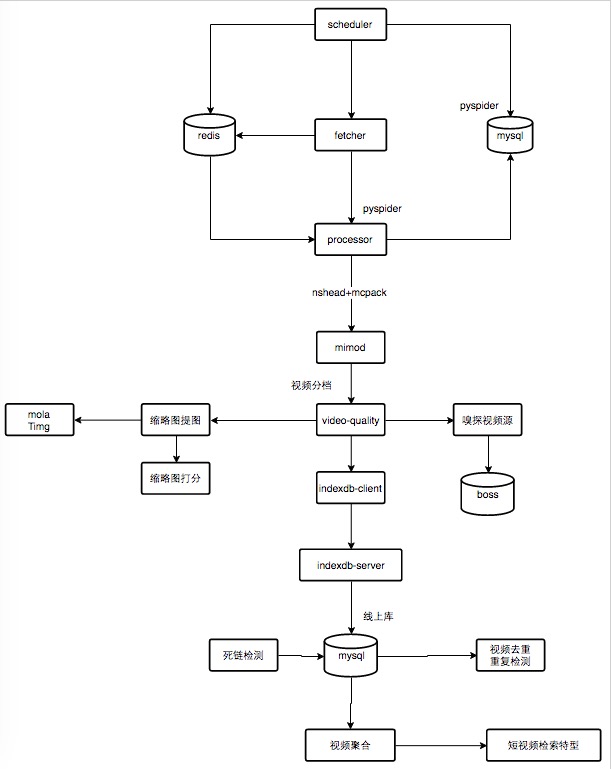 scheduler
pyspider
redis
fetcher
mysql
pyspider
processor
nshead+mcpack
mimod
视频分档
mola
Timg
缩略图提图
video-quality
嗅探视频源
缩略图打分
indexdb-client
boss
indexdb-server
线上库
死链检测
mysql
视频去重
重复检测
视频聚合
短视频检索特型